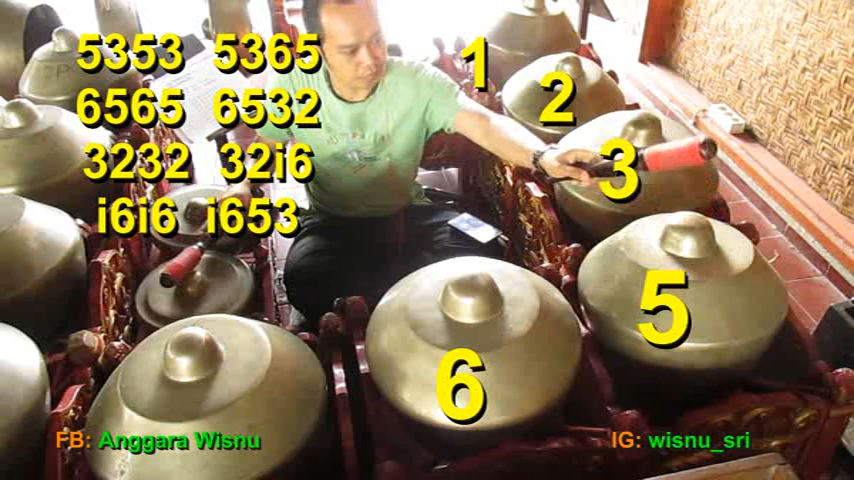 5353 5365
6565 6532
3232 32i6
i6i6 i653
1
2
3
5
6
FB: Anggara Wisnu
IG: wisnu_sri